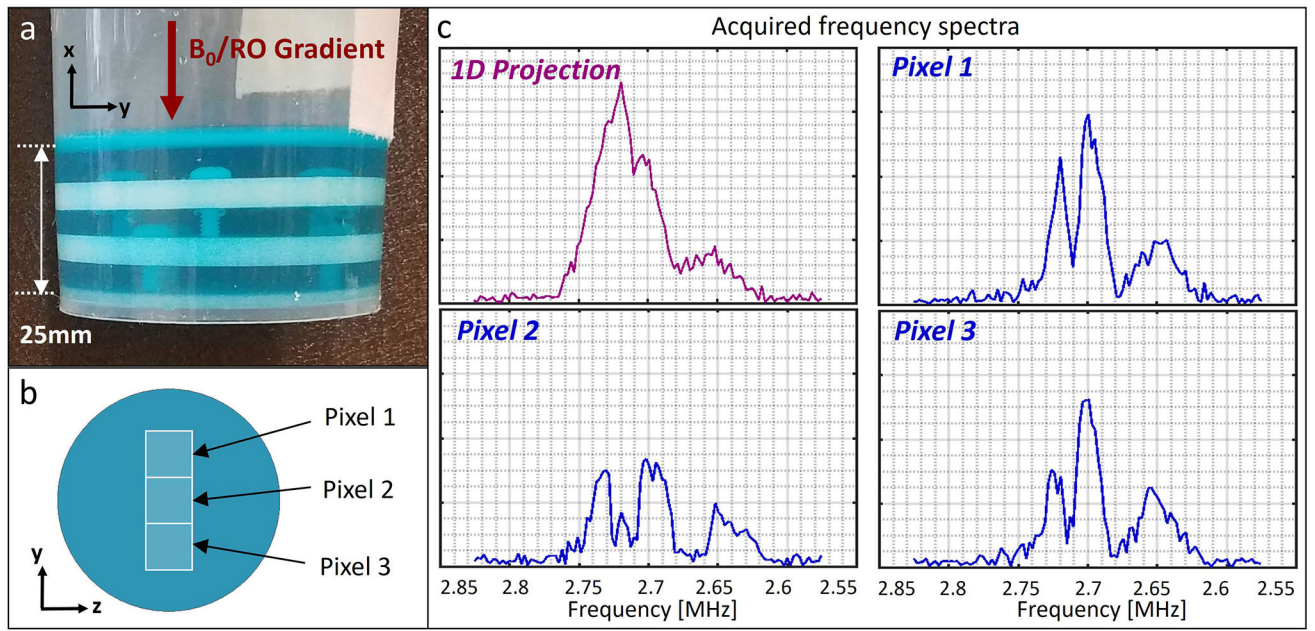 a
x
y
B0/RO Gradient
25mm
b
Pixel 1
Pixel 2
Pixel 3
y
z
c
Acquired frequency spectra
1D Projection
Pixel 1
Pixel 2
Pixel 3
2.85 2.8 2.75 2.7 2.65 2.6 2.55
Frequency [MHz]
2.85 2.8 2.75 2.7 2.65 2.6 2.55
Frequency [MHz]